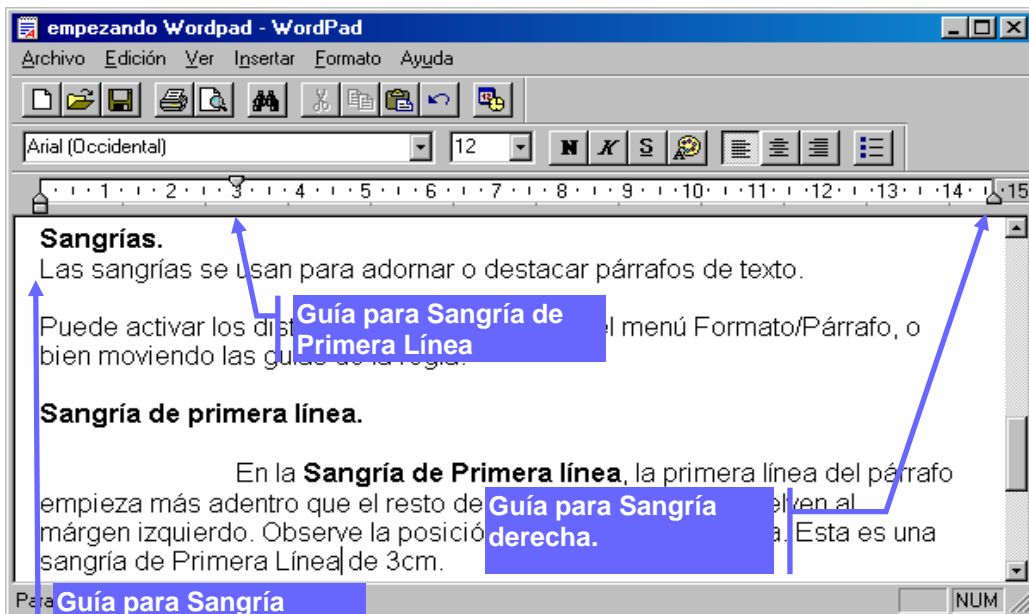 empezando Wordpad - WordPad
Archivo Edición Ver Insertar Formato Ayuda
Arial (Occidental) 12 N K S
1 2 3 4 5 6 7 8 9 10 11 12 13 14 15
Sangrías.
Las sangrías se usan para adornar o destacar párrafos de texto.
Guía para Sangría de
Primera Línea
Puede activar los dist l menú Formato/Párrafo, o
bien moviendo las guías de la regla.
Sangría de primera línea.
En la Sangría de Primera línea, la primera línea del párrafo
empieza más adentro que el resto de elven al
márgen izquierdo. Observe la posició a. Esta es una
sangría de Primera Línea de 3cm.
Guía para Sangría
derecha.
Para NUM
Guía para Sangría